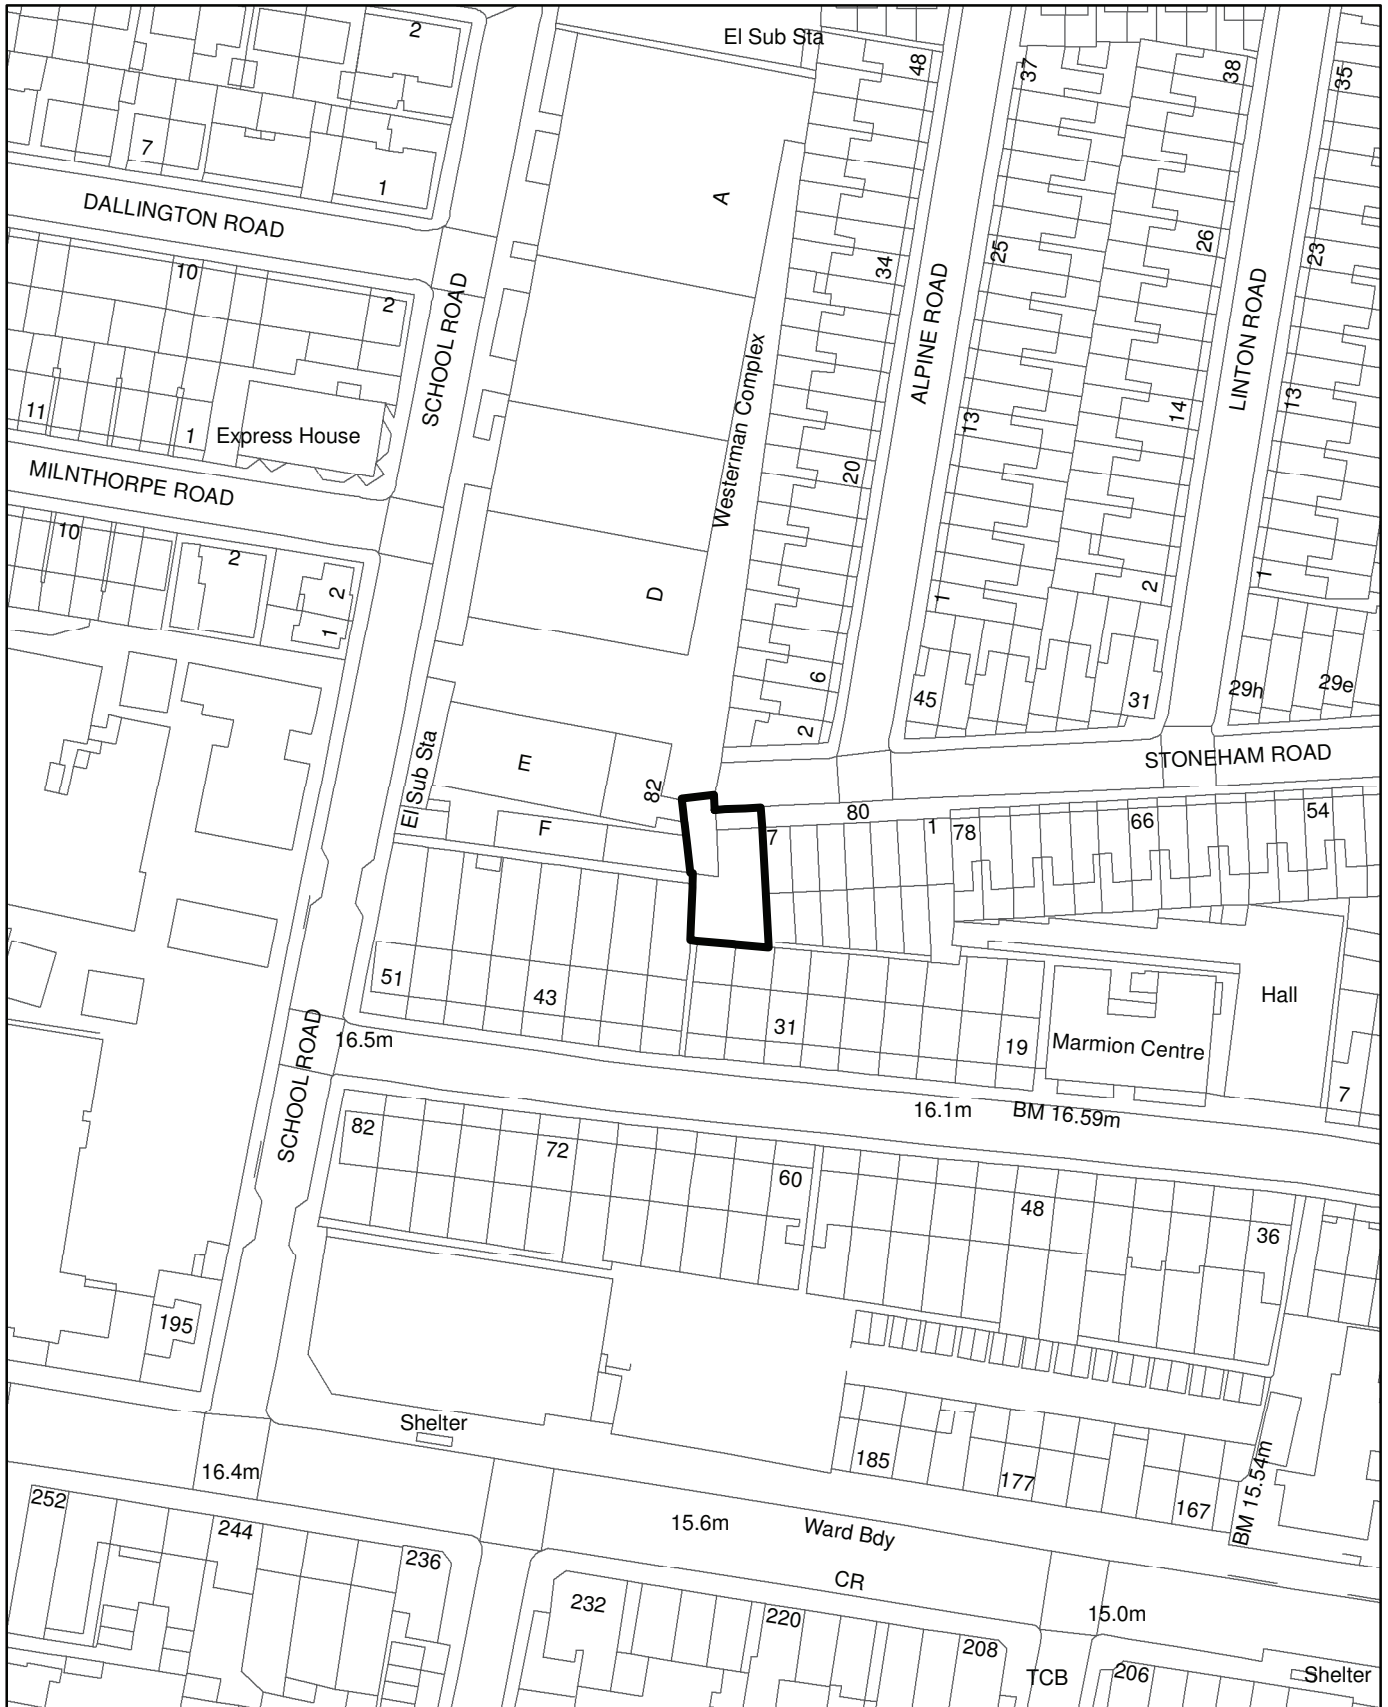 2
El Sub Sta
48
37
38
35
7
1
A
DALLINGTON ROAD
10
2
34
25
26
23
SCHOOL ROAD
Westerman Complex
ALPINE ROAD
LINTON ROAD
11
1
Express House
13
14
13
MILNTHORPE ROAD
20
10
2
2
1
D
1
2
1
6
45
31
29h
29e
2
El Sub Sta
E
82
STONEHAM ROAD
F
7
80
1
78
66
54
51
43
31
19
Marmion Centre
Hall
7
SCHOOL ROAD
16.5m
16.1m
BM 16.59m
82
72
60
48
36
195
Shelter
185
177
167
BM 15.54m
16.4m
252
244
236
15.6m
Ward Bdy
CR
232
220
208
15.0m
TCB
206
Shelter